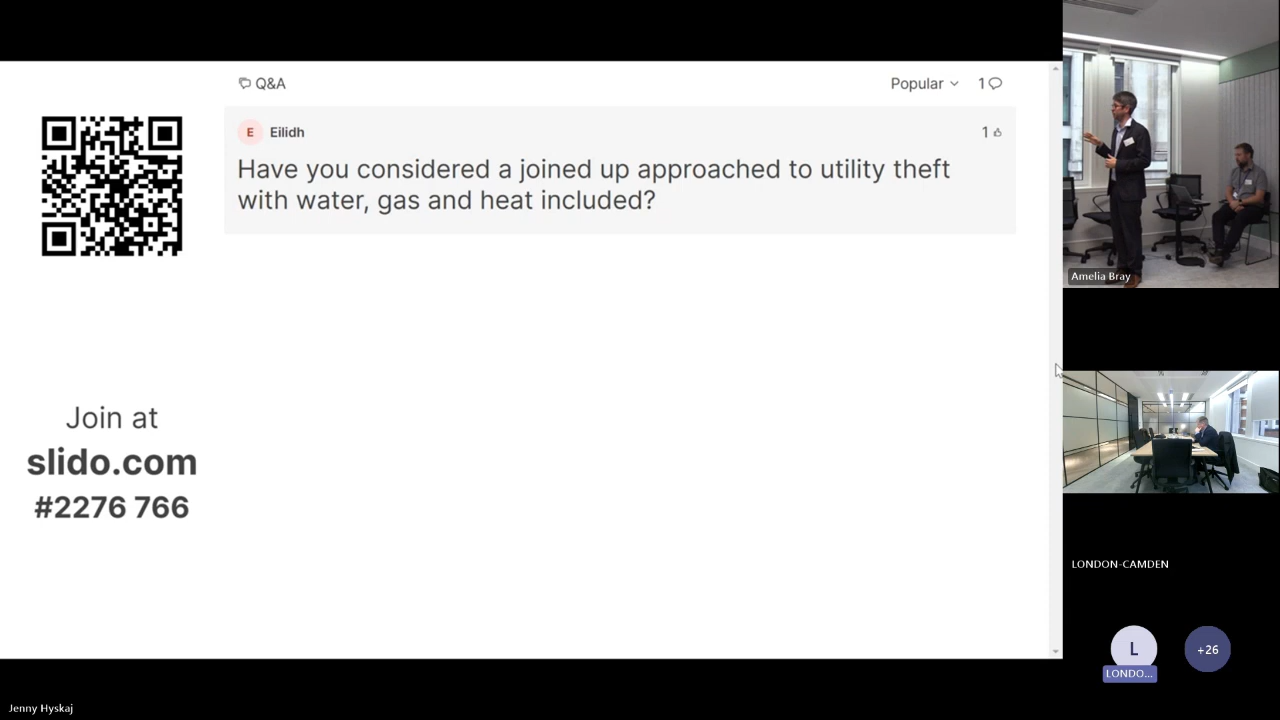 Q&A
Popular
1
E
Eilidh
1
Have you considered a joined up approached to utility theft
with water, gas and heat included?
Join at
slido.com
#2276 766
Amelia Bray
LONDON-CAMDEN
L
LONDO...
+26
Jenny Hyskaj